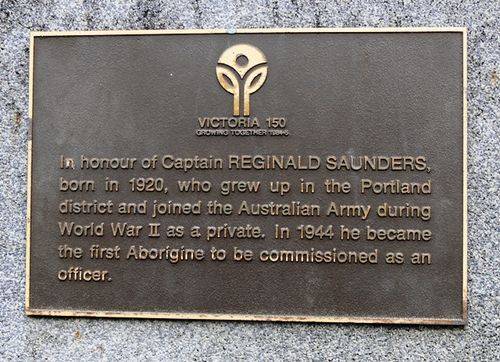 VICTORIA 150
GROWING TOGETHER 1984-5
In honour of Captain REGINALD SAUNDERS,
born in 1920, who grew up in the Portland
district and joined the Australian Army during
World War II as a private. In 1944 he became
the first Aborigine to be commissioned as an
officer.